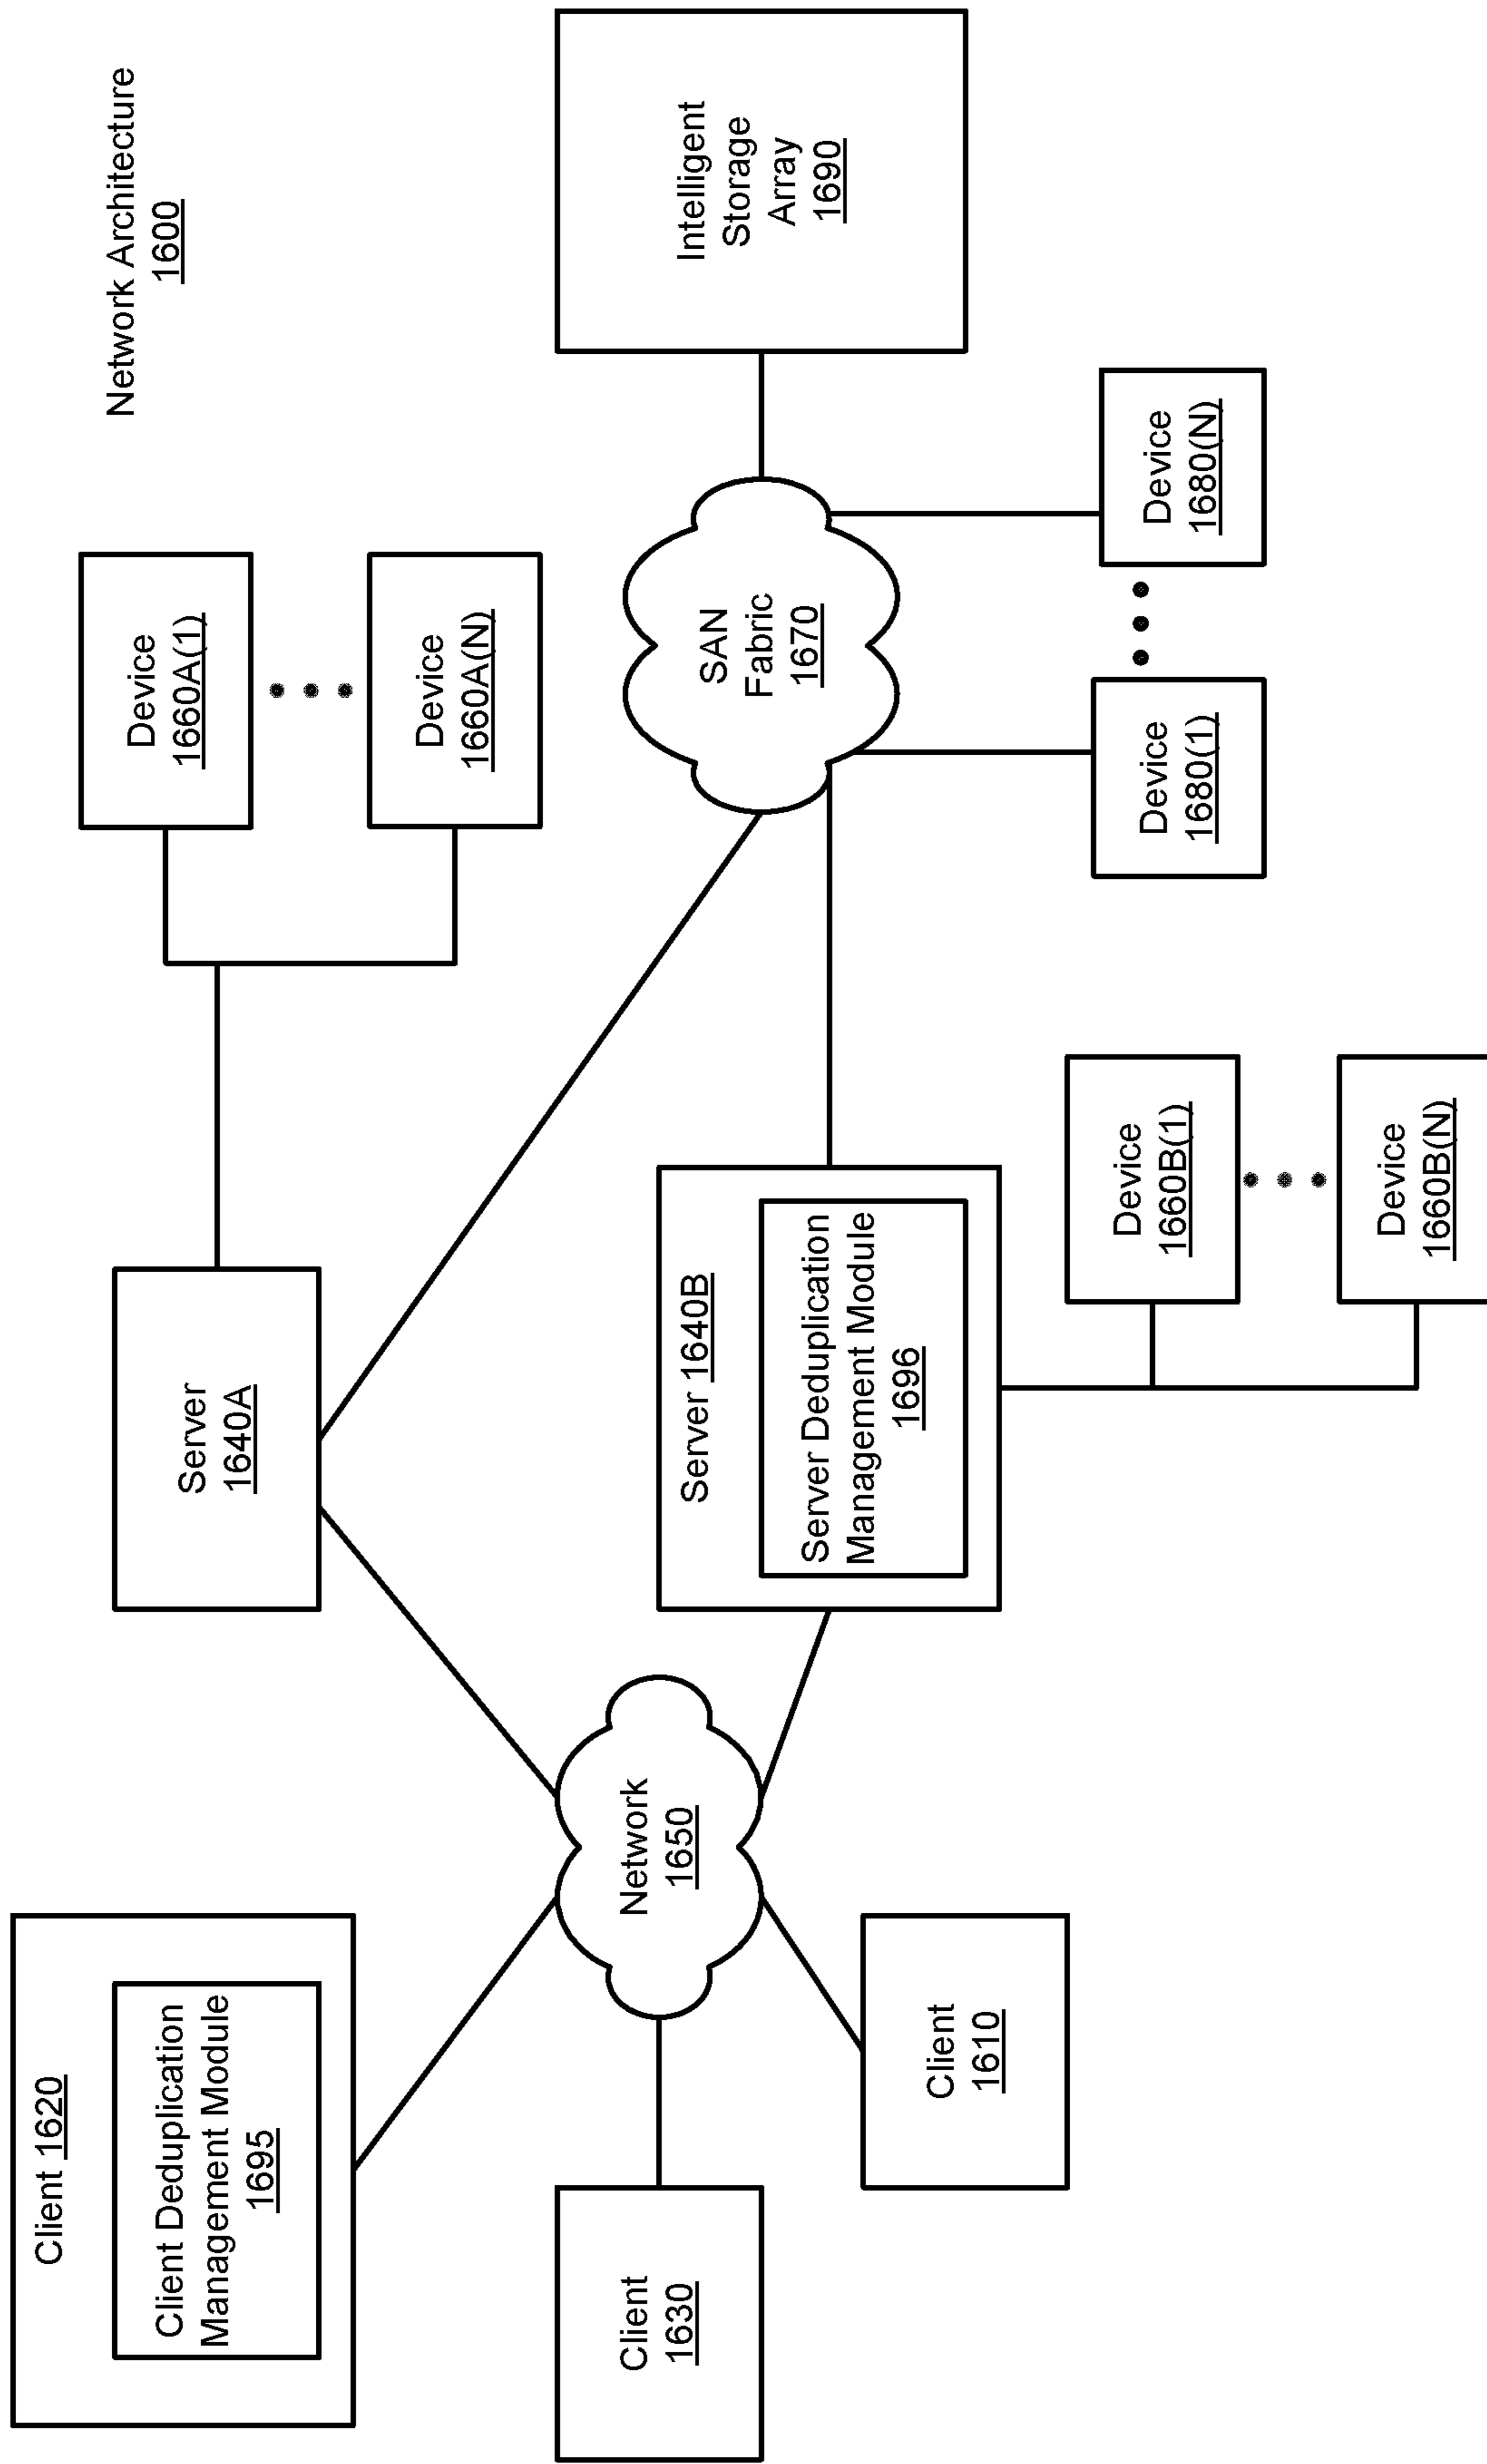 Network Architecture
1600
Client 1620
Client Deduplication
Management Module
1695
Client
1630
Client
1610
Network
1650
Server
1640A
Server 1640B
Server Deduplication
Management Module
1696
Device
1660A(1)
Device
1660A(N)
Device
1660B(1)
Device
1660B(N)
SAN
Fabric
1670
Device
1680(1)
Device
1680(N)
Intelligent
Storage
Array
1690